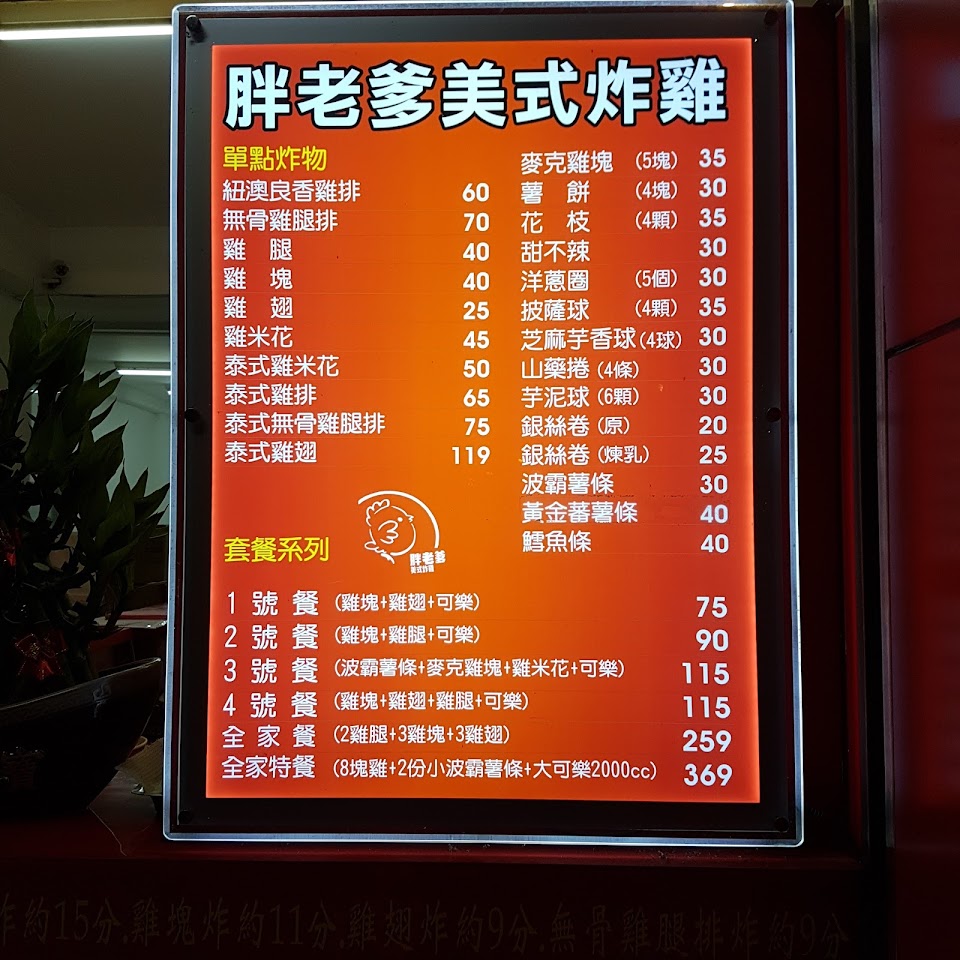 胖老爹美式炸雞
單點炸物
紐澳良香雞排 60
無骨雞腿排 70
雞 腿 40
雞 塊 40
雞 翅 25
雞米花 45
泰式雞米花 50
泰式雞排 65
泰式無骨雞腿排 75
泰式雞翅 119
麥克雞塊 (5塊) 35
薯 餅 (4塊) 30
花 枝 (4顆) 35
甜不辣 30
洋蔥圈 (5個) 30
披薩球 (4顆) 35
芝麻芋香球(4球) 30
山藥捲(4條) 30
芋泥球(6顆) 30
銀絲卷(原) 20
銀絲卷(煉乳) 25
波霸薯條 30
黃金蕃薯條 40
鱈魚條 40
胖老爹
美式炸雞
套餐系列
1 號 餐 (雞塊+雞翅+可樂) 75
2 號 餐 (雞塊+雞腿+可樂) 90
3 號 餐 (波霸薯條+麥克雞塊+雞米花+可樂) 115
4 號 餐 (雞塊+雞翅+雞腿+可樂) 115
全 家 餐 (2雞腿+3雞塊+3雞翅) 259
全家特餐 (8塊雞+2份小波霸薯條+大可樂2000cc) 369
炸約15分.雞塊炸約11分.雞翅炸約9分.無骨雞腿排炸約9分